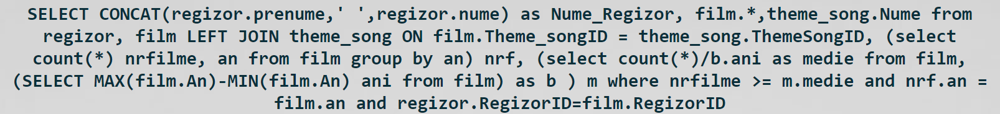 SELECT CONCAT(regizor.prenume,' ',regizor.nume) as Nume_Regizor, film.*,theme_song.Nume from
regizor, film LEFT JOIN theme_song ON film.Theme_songID = theme_song.ThemeSongID, (select
count(*) nrfilme, an from film group by an) nrf, (select count(*)/b.ani as medie from film,
(SELECT MAX(film.An)-MIN(film.An) ani from film) as b ) m where nrfilme >= m.medie and nrf.an =
film.an and regizor.RegizorID=film.RegizorID